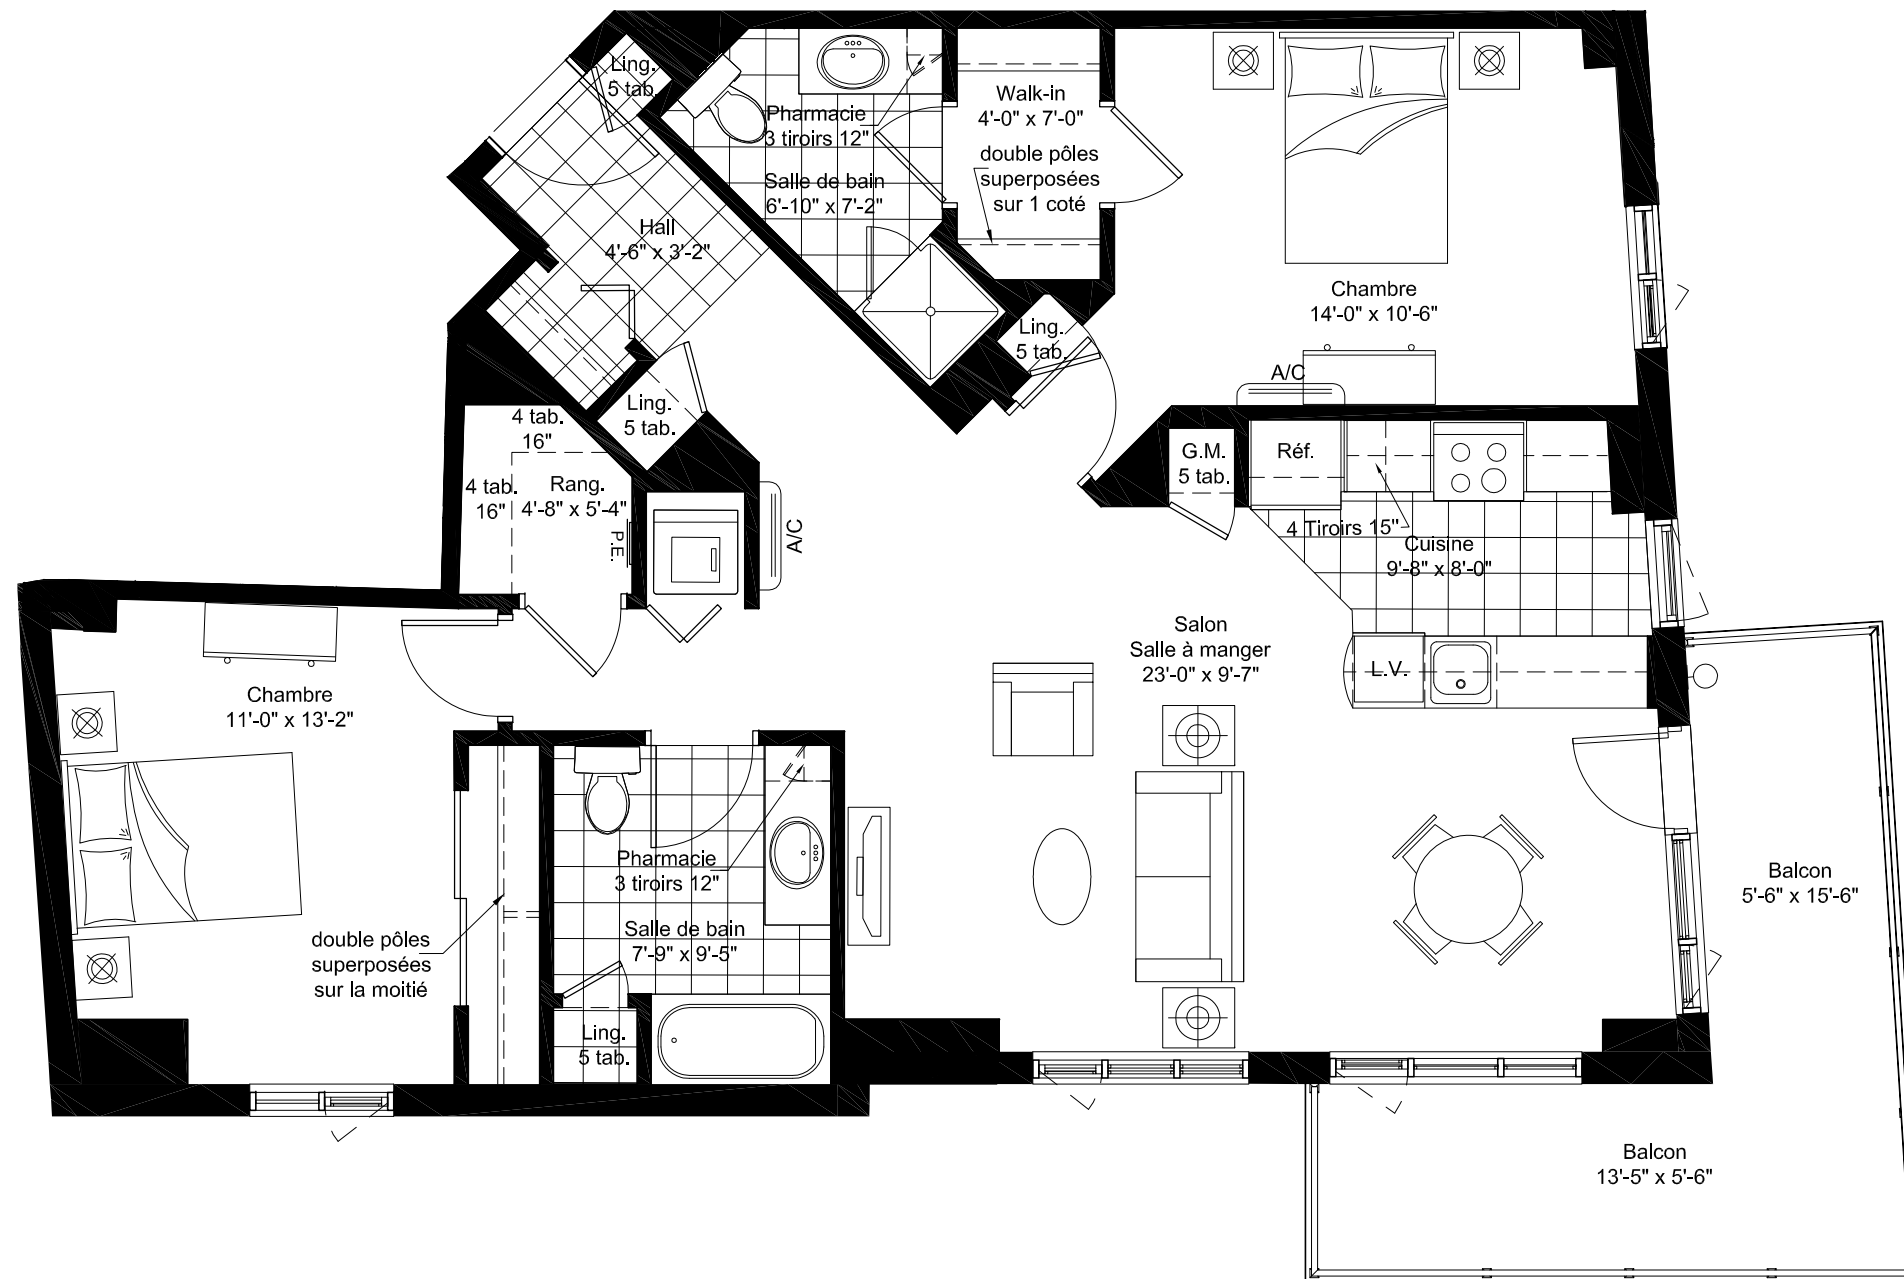 Ling.
5 tab.
Pharmacie
3 tiroirs 12"
Salle de bain
6'-10" x 7'-2"
Walk-in
4'-0" x 7'-0"
double pôles
superposées
sur 1 coté
Hall
4'-6" x 3'-2"
Chambre
14'-0" x 10'-6"
Ling.
5 tab.
A/C
Ling.
5 tab.
4 tab.
16"
4 tab.
16"
Rang.
4'-8" x 5'-4"
P.E.
A/C
G.M.
5 tab.
Réf.
4 Tiroirs 15"
Cuisine
9'-8" x 8'-0"
Salon
Salle à manger
23'-0" x 9'-7"
L.V.
Chambre
11'-0" x 13'-2"
Pharmacie
3 tiroirs 12"
Salle de bain
7'-9" x 9'-5"
double pôles
superposées
sur la moitié
Ling.
5 tab.
Balcon
5'-6" x 15'-6"
Balcon
13'-5" x 5'-6"